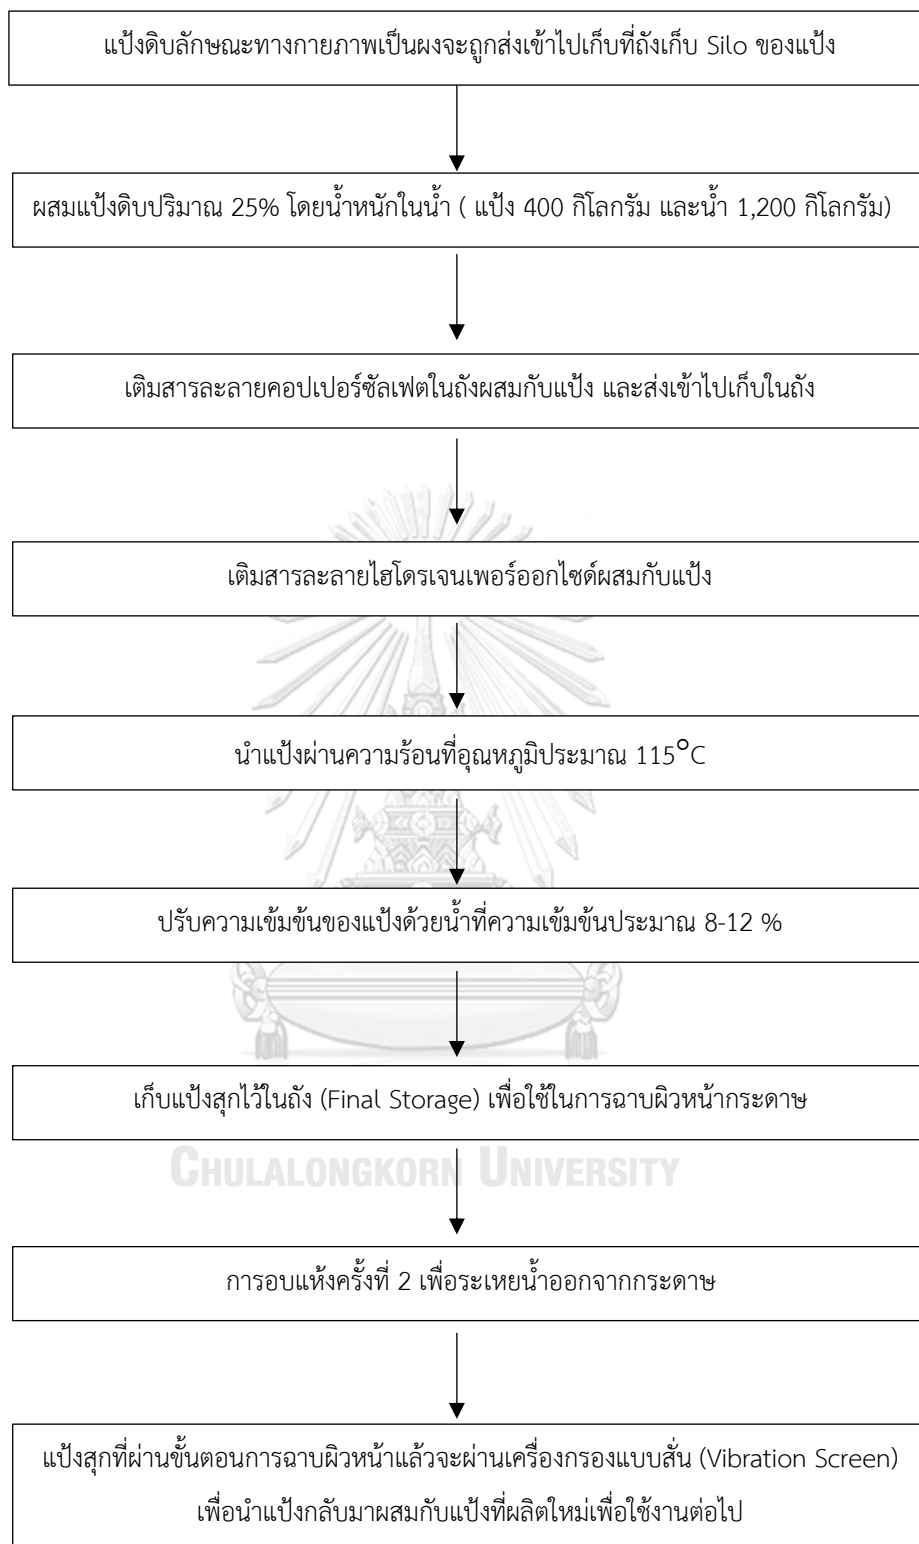 แป้งดิบลักษณะทางกายภาพเป็นผงจะถูกส่งเข้าไปเก็บที่ถังเก็บ Silo ของแป้ง
ผสมแป้งดิบปริมาณ 25% โดยน้ำหนักในน้ำ ( แป้ง 400 กิโลกรัม และน้ำ 1,200 กิโลกรัม)
เติมสารละลายคอปเปอร์ซัลเฟตในถังผสมกับแป้ง และส่งเข้าไปเก็บในถัง
เติมสารละลายไฮโดรเจนเพอร์ออกไซด์ผสมกับแป้ง
นำแป้งผ่านความร้อนที่อุณหภูมิประมาณ 115°C
ปรับความเข้มข้นของแป้งด้วยน้ำที่ความเข้มข้นประมาณ 8-12 %
เก็บแป้งสุกไว้ในถัง (Final Storage) เพื่อใช้ในการฉาบผิวหน้ากระดาษ
CHULALONGKORN UNIVERSITY
การอบแห้งครั้งที่ 2 เพื่อระเหยน้ำออกจากกระดาษ
แป้งสุกที่ผ่านขั้นตอนการฉาบผิวหน้าแล้วจะผ่านเครื่องกรองแบบสั่น (Vibration Screen)
เพื่อนำแป้งกลับมาผสมกับแป้งที่ผลิตใหม่เพื่อใช้งานต่อไป